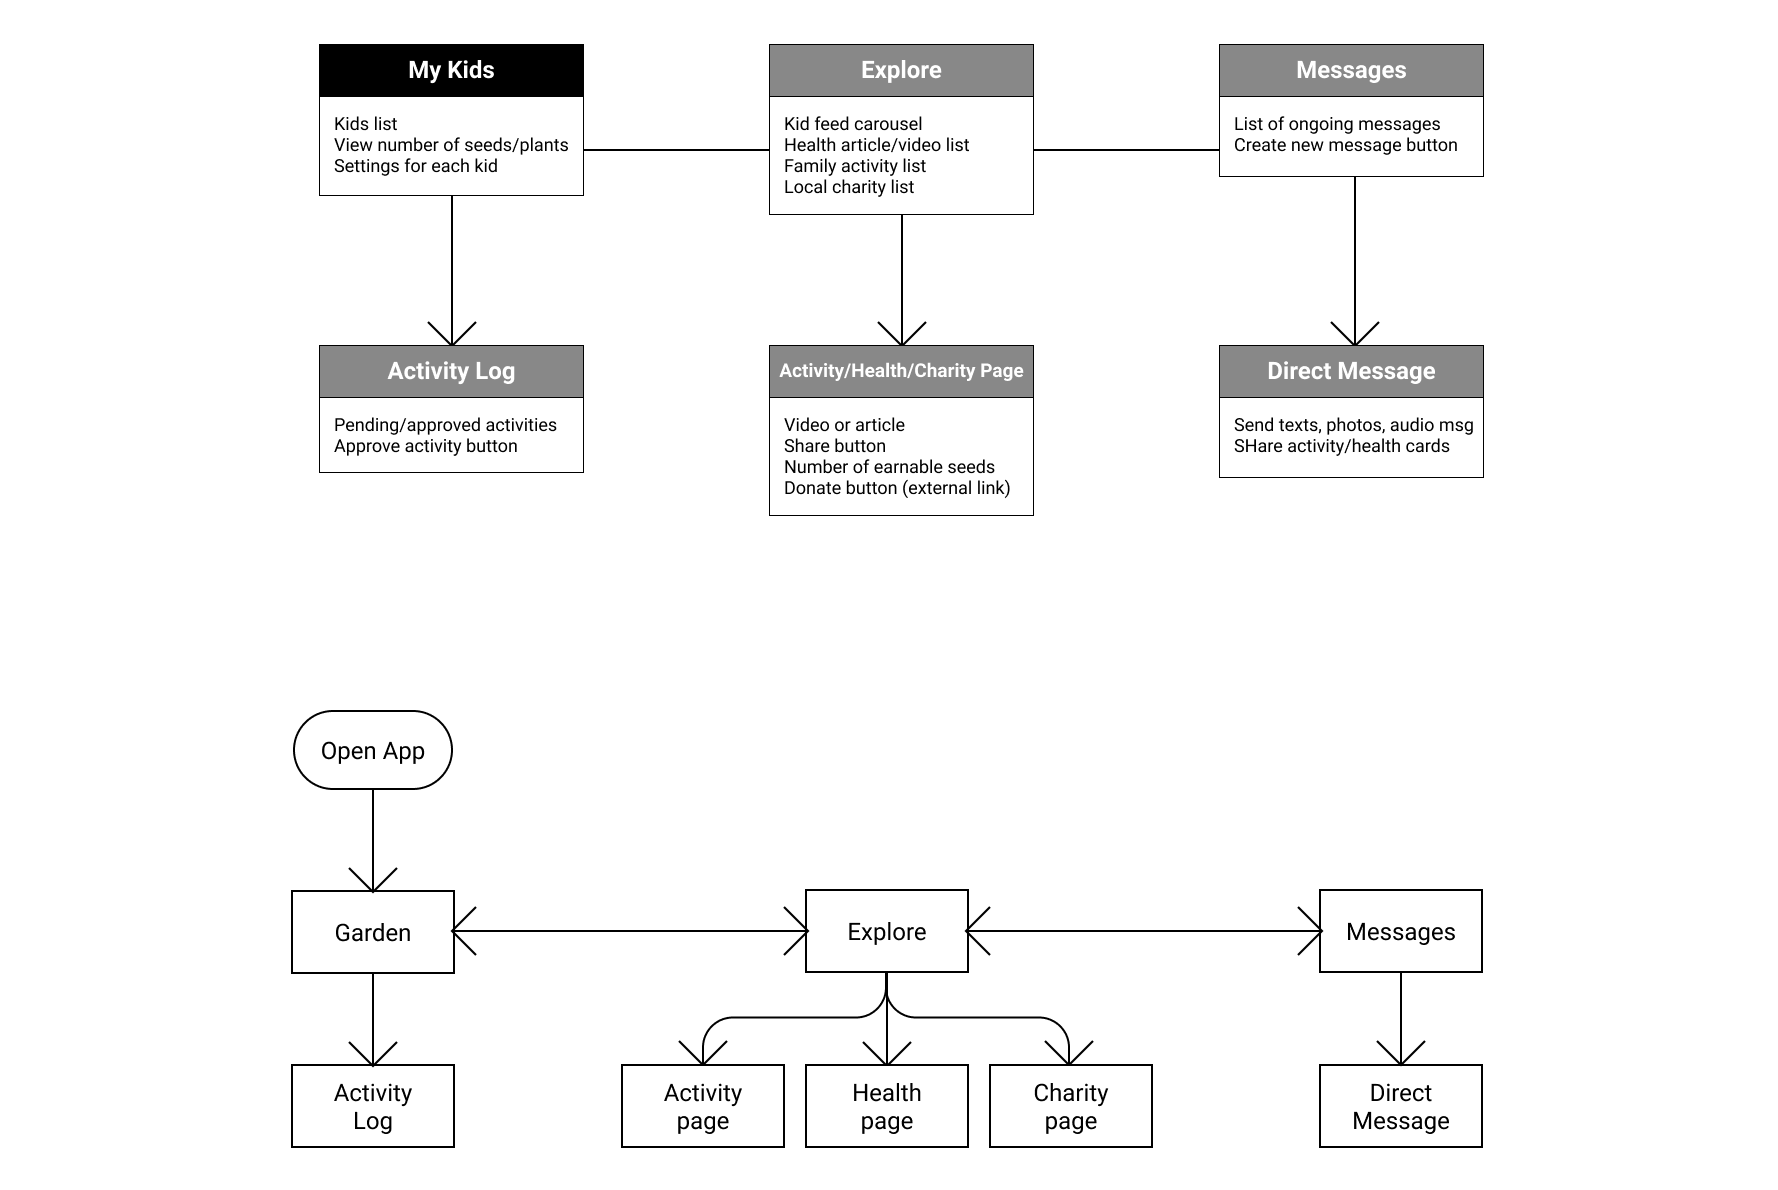 My Kids
Kids list
View number of seeds/plants
Settings for each kid
Explore
Kid feed carousel
Health article/video list
Family activity list
Local charity list
Messages
List of ongoing messages
Create new message button
Activity Log
Pending/approved activities
Approve activity button
Activity/Health/Charity Page
Video or article
Share button
Number of earnable seeds
Donate button (external link)
Direct Message
Send texts, photos, audio msg
SHare activity/health cards
Open App
Garden
Explore
Messages
Activity
Log
Activity
page
Health
page
Charity
page
Direct
Message